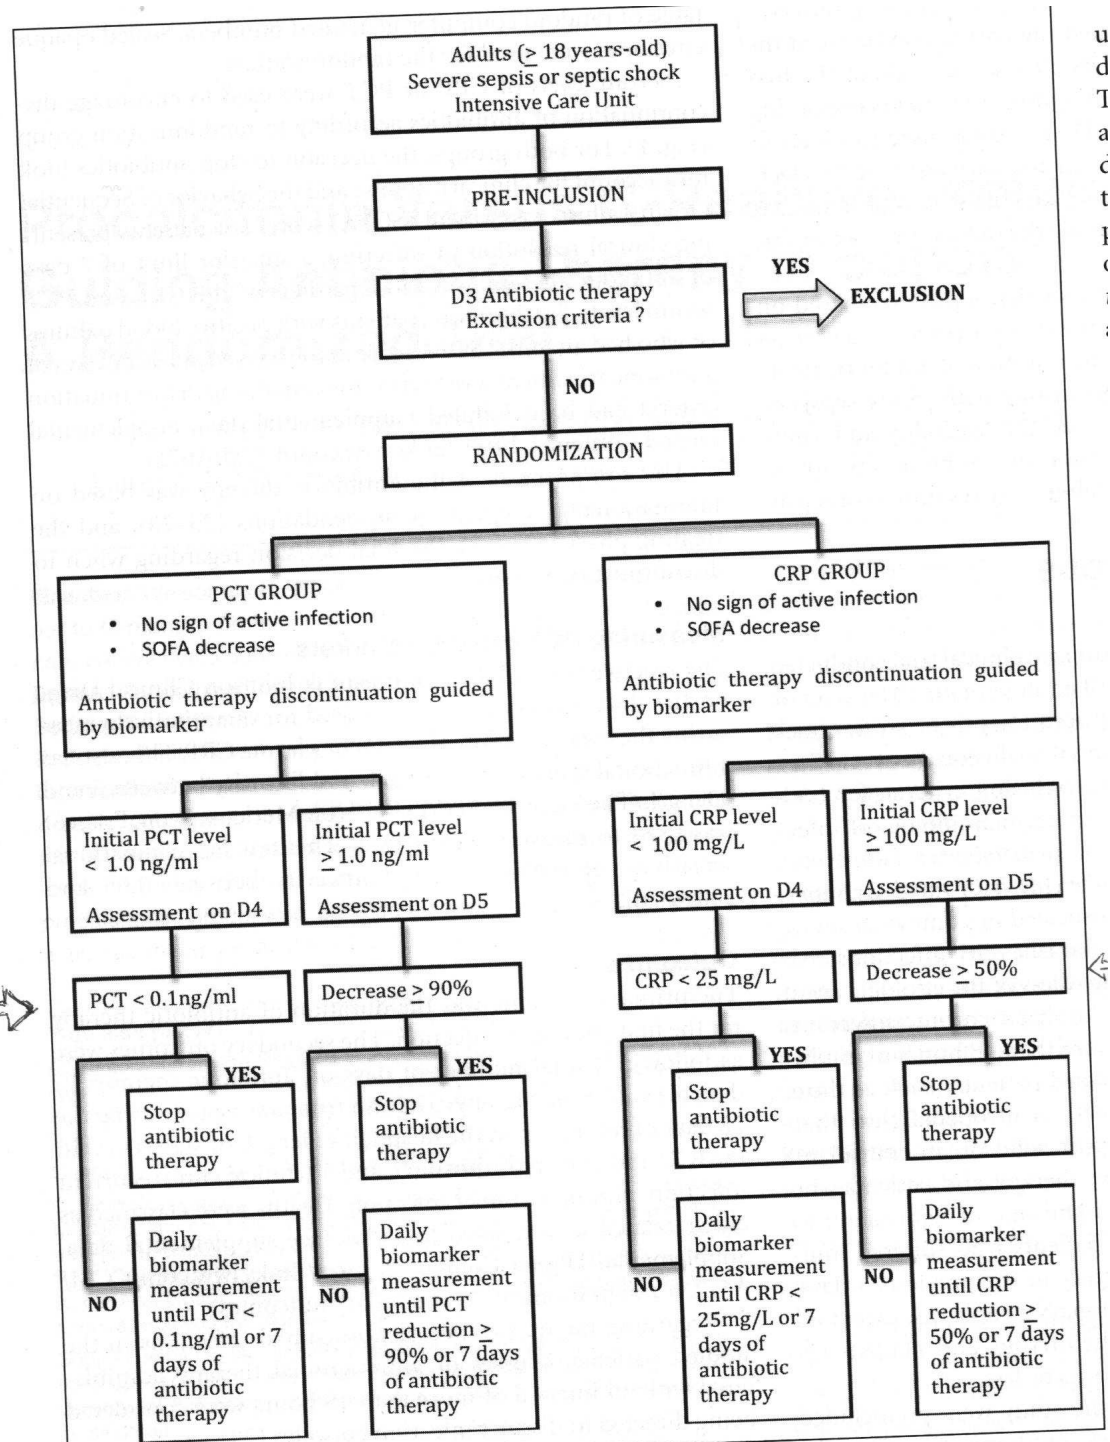 Adults (≥ 18 years-old)
Severe sepsis or septic shock
Intensive Care Unit
PRE-INCLUSION
D3 Antibiotic therapy
Exclusion criteria ?
YES
EXCLUSION
NO
RANDOMIZATION
PCT GROUP
• No sign of active infection
• SOFA decrease
Antibiotic therapy discontinuation guided
by biomarker
CRP GROUP
• No sign of active infection
• SOFA decrease
Antibiotic therapy discontinuation guided
by biomarker
Initial PCT level
< 1.0 ng/ml
Assessment on D4
Initial PCT level
≥ 1.0 ng/ml
Assessment on D5
Initial CRP level
< 100 mg/L
Assessment on D4
Initial CRP level
≥ 100 mg/L
Assessment on D5
PCT < 0.1ng/ml
Decrease ≥ 90%
CRP < 25 mg/L
Decrease ≥ 50%
YES
Stop
antibiotic
therapy
YES
Stop
antibiotic
therapy
YES
Stop
antibiotic
therapy
YES
Stop
antibiotic
therapy
NO
Daily
biomarker
measurement
until PCT <
0.1ng/ml or 7
days of
antibiotic
therapy
NO
Daily
biomarker
measurement
until PCT
reduction ≥
90% or 7 days
of antibiotic
therapy
NO
Daily
biomarker
measurement
until CRP <
25mg/L or 7
days of
antibiotic
therapy
NO
Daily
biomarker
measurement
until CRP
reduction ≥
50% or 7 days
of antibiotic
therapy